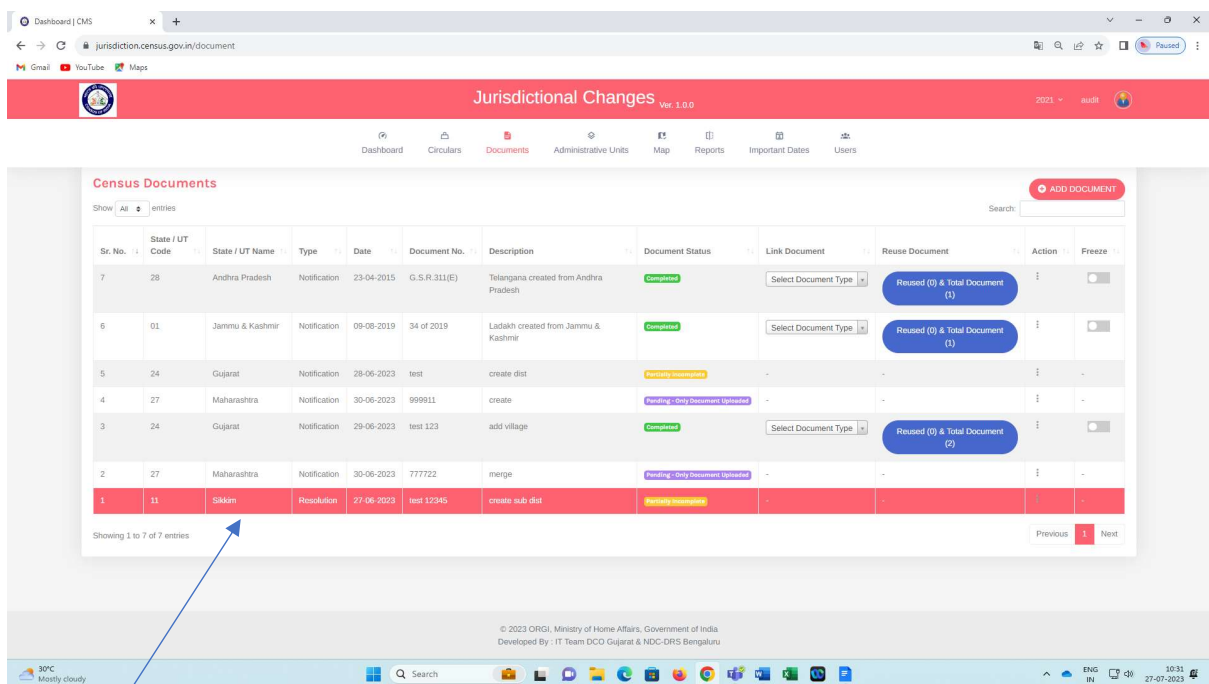 Dashboard | CMS
jurisdiction.census.gov.in/document
Paused
Gmail YouTube Maps
Jurisdictional Changes Ver. 1.0.0
2021 audit
Dashboard Circulars Documents Administrative Units Map Reports Important Dates Users
Census Documents
ADD DOCUMENT
Show All entries
Search:
Sr. No. State / UT Code State / UT Name Type Date Document No. Description Document Status Link Document Reuse Document Action Freeze
7 28 Andhra Pradesh Notification 23-04-2015 G.S.R.311(E) Telangana created from Andhra Pradesh Completed Select Document Type Reused (0) & Total Document (1)
6 01 Jammu & Kashmir Notification 09-08-2019 34 of 2019 Ladakh created from Jammu & Kashmir Completed Select Document Type Reused (0) & Total Document (1)
5 24 Gujarat Notification 28-06-2023 test create dist Partially Incomplete - - -
4 27 Maharashtra Notification 30-06-2023 999911 create Pending - Only Document Uploaded - - -
3 24 Gujarat Notification 29-06-2023 test 123 add village Completed Select Document Type Reused (0) & Total Document (2)
2 27 Maharashtra Notification 30-06-2023 777722 merge Pending - Only Document Uploaded - - -
1 11 Sikkim Resolution 27-06-2023 test 12345 create sub dist Partially Incomplete - - -
Showing 1 to 7 of 7 entries
Previous 1 Next
© 2023 ORGI, Ministry of Home Affairs, Government of India
Developed By : IT Team DCO Gujarat & NDC-DRS Bengaluru
30°C
Mostly cloudy
Search
ENG
IN
10:31
27-07-2023